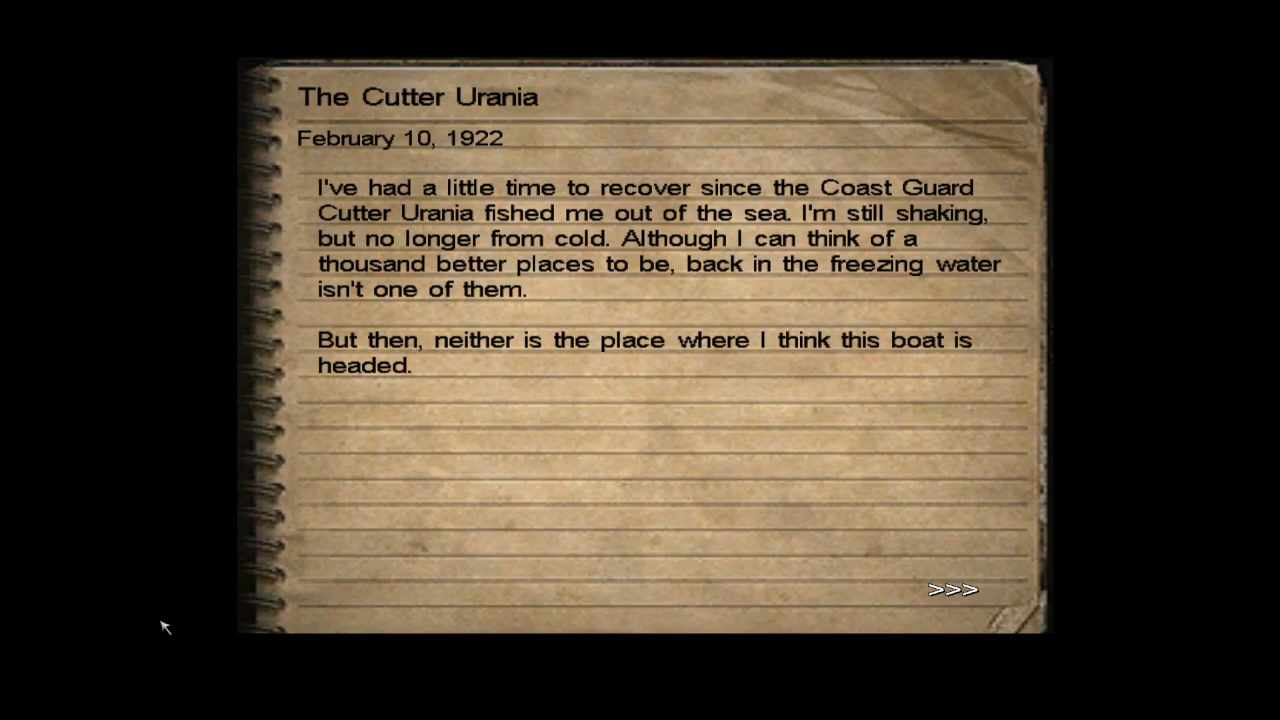 The Cutter Urania
February 10, 1922
I've had a little time to recover since the Coast Guard
Cutter Urania fished me out of the sea. I'm still shaking,
but no longer from cold. Although I can think of a
thousand better places to be, back in the freezing water
isn't one of them.
But then, neither is the place where I think this boat is
headed.
>>>